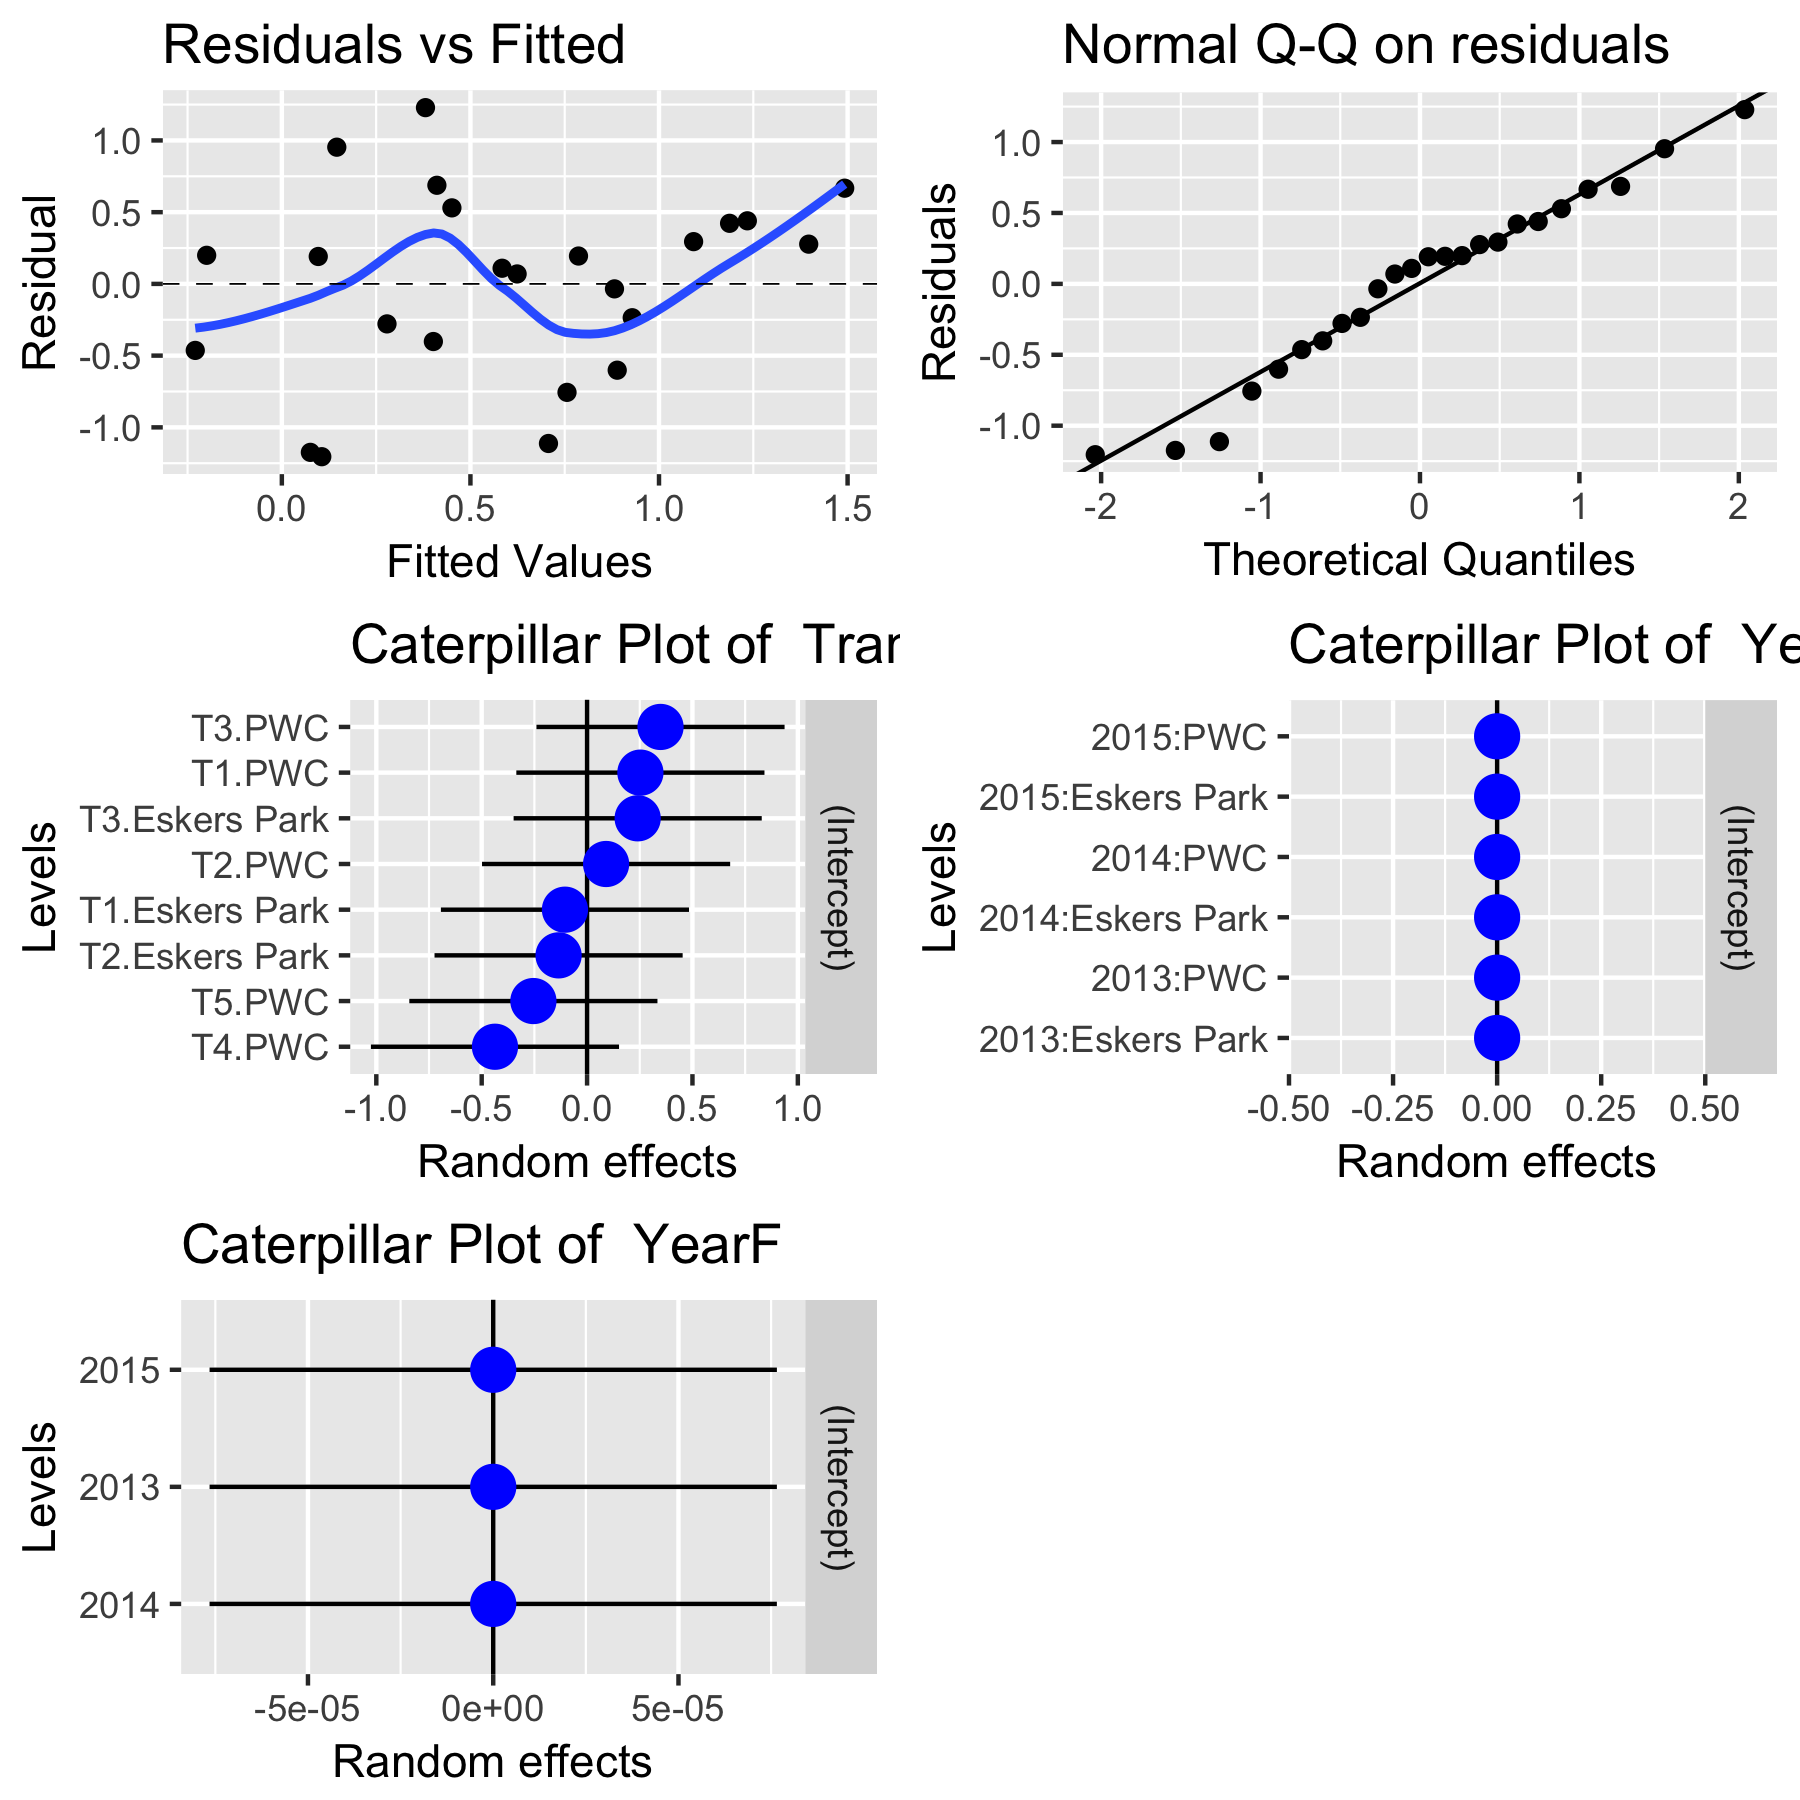 Residuals vs Fitted
Residual
1.0
0.5
0.0
-0.5
-1.0
0.0 0.5 1.0 1.5
Fitted Values
Normal Q-Q on residuals
Residuals
1.0
0.5
0.0
-0.5
-1.0
-2 -1 0 1 2
Theoretical Quantiles
Caterpillar Plot of Tran
Levels
T3.PWC
T1.PWC
T3.Eskers Park
T2.PWC
T1.Eskers Park
T2.Eskers Park
T5.PWC
T4.PWC
(Intercept)
-1.0 -0.5 0.0 0.5 1.0
Random effects
Caterpillar Plot of Ye
Levels
2015:PWC
2015:Eskers Park
2014:PWC
2014:Eskers Park
2013:PWC
2013:Eskers Park
(Intercept)
-0.50 -0.25 0.00 0.25 0.50
Random effects
Caterpillar Plot of YearF
Levels
2015
2013
2014
(Intercept)
-5e-05 0e+00 5e-05
Random effects